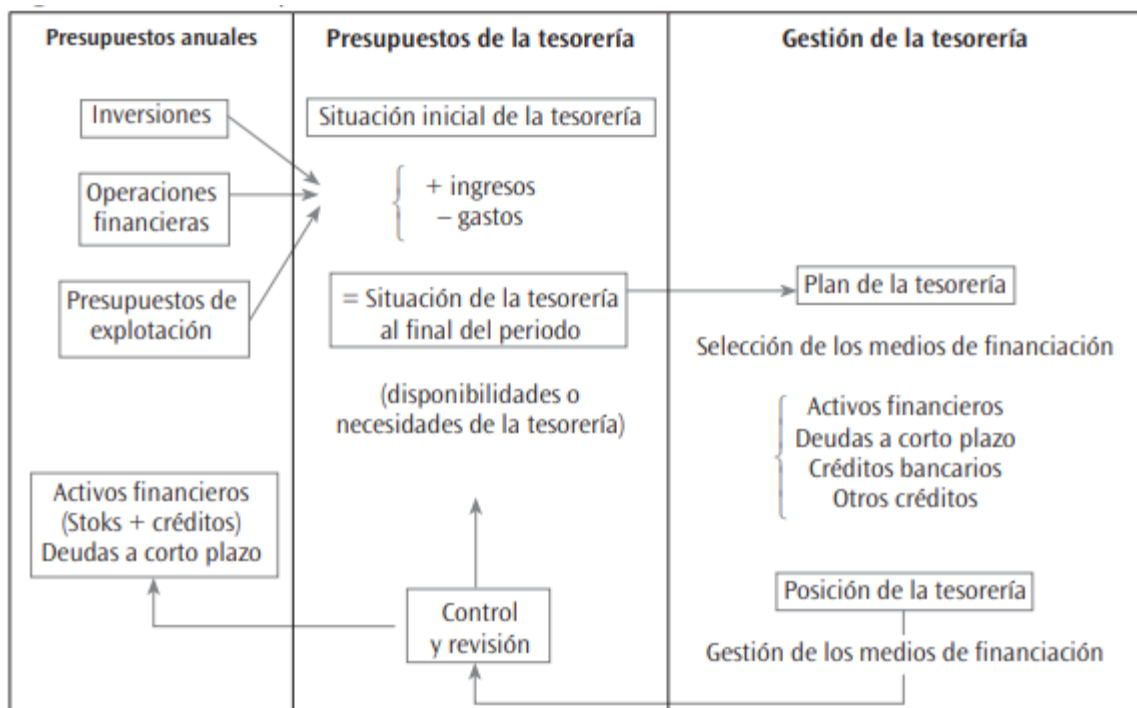 Presupuestos anuales
Inversiones
Operaciones
financieras
Presupuestos de
explotación
Activos financieros
(Stoks + créditos)
Deudas a corto plazo
Presupuestos de la tesorería
Situación inicial de la tesorería
+ ingresos
– gastos
= Situación de la tesorería
al final del periodo
(disponibilidades o
necesidades de la tesorería)
Control
y revisión
Gestión de la tesorería
Plan de la tesorería
Selección de los medios de financiación
Activos financieros
Deudas a corto plazo
Créditos bancarios
Otros créditos
Posición de la tesorería
Gestión de los medios de financiación